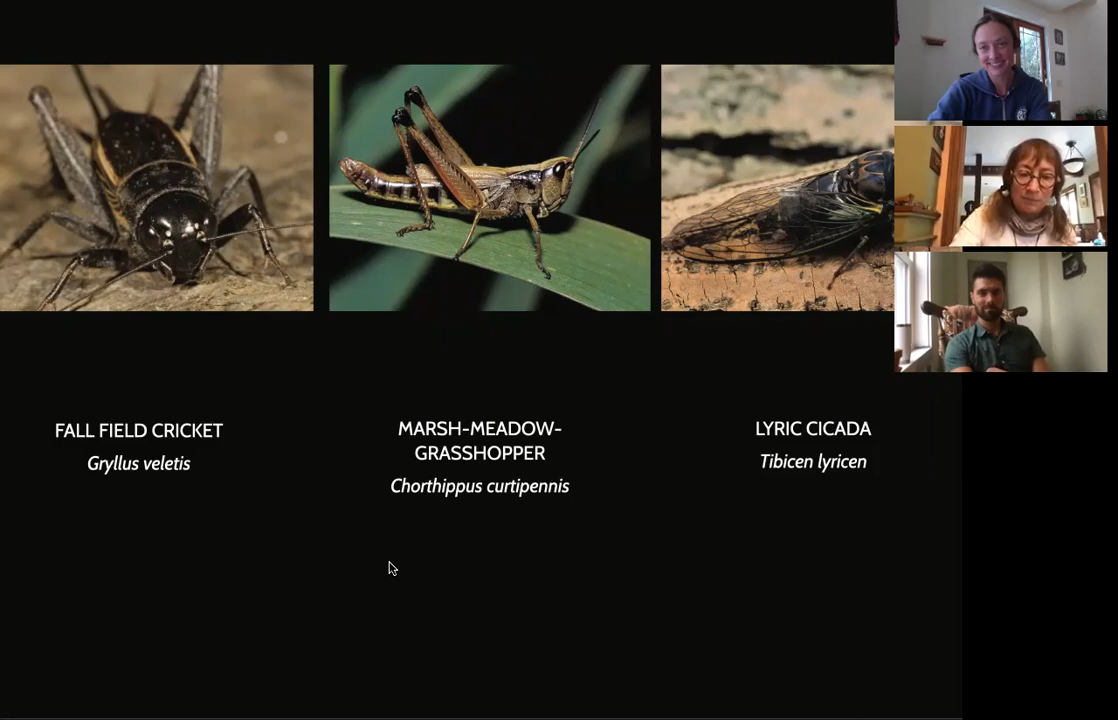 FALL FIELD CRICKET
Gryllus veletis
MARSH-MEADOW-
GRASSHOPPER
Chorthippus curtipennis
LYRIC CICADA
Tibicen lyricen